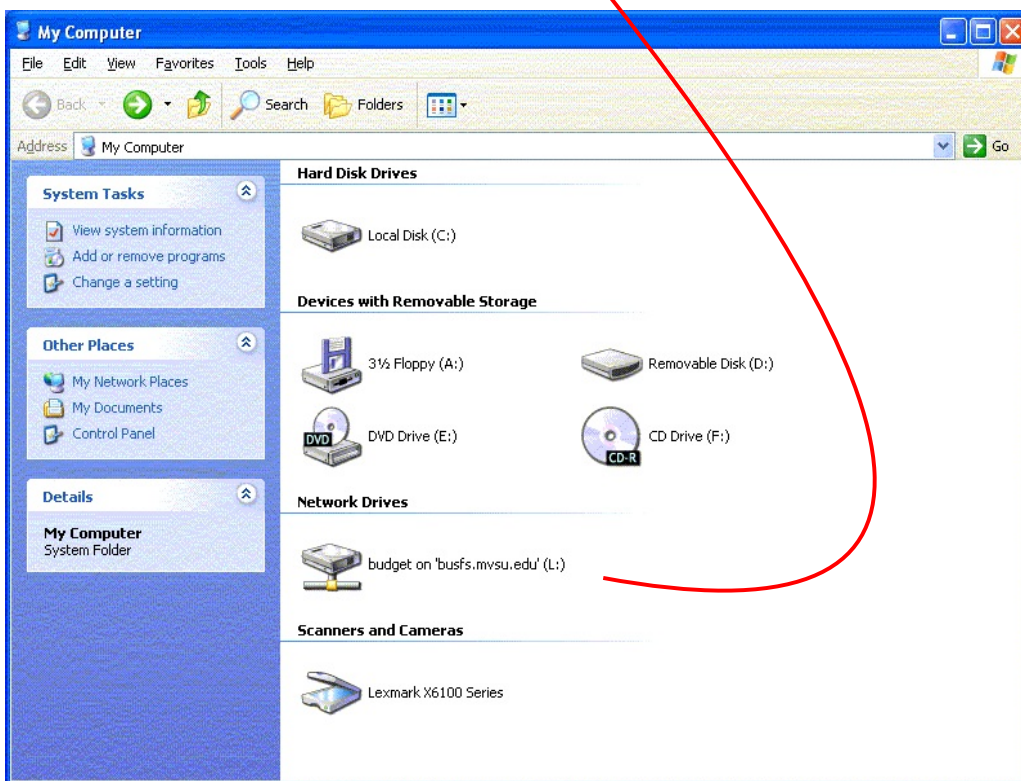 My Computer
File Edit View Favorites Tools Help
Back Search Folders
Address My Computer Go
System Tasks
View system information
Add or remove programs
Change a setting
Other Places
My Network Places
My Documents
Control Panel
Details
My Computer
System Folder
Hard Disk Drives
Local Disk (C:)
Devices with Removable Storage
3½ Floppy (A:) Removable Disk (D:)
DVD DVD Drive (E:) CD-R CD Drive (F:)
Network Drives
budget on 'busfs.mvsu.edu' (L:)
Scanners and Cameras
Lexmark X6100 Series